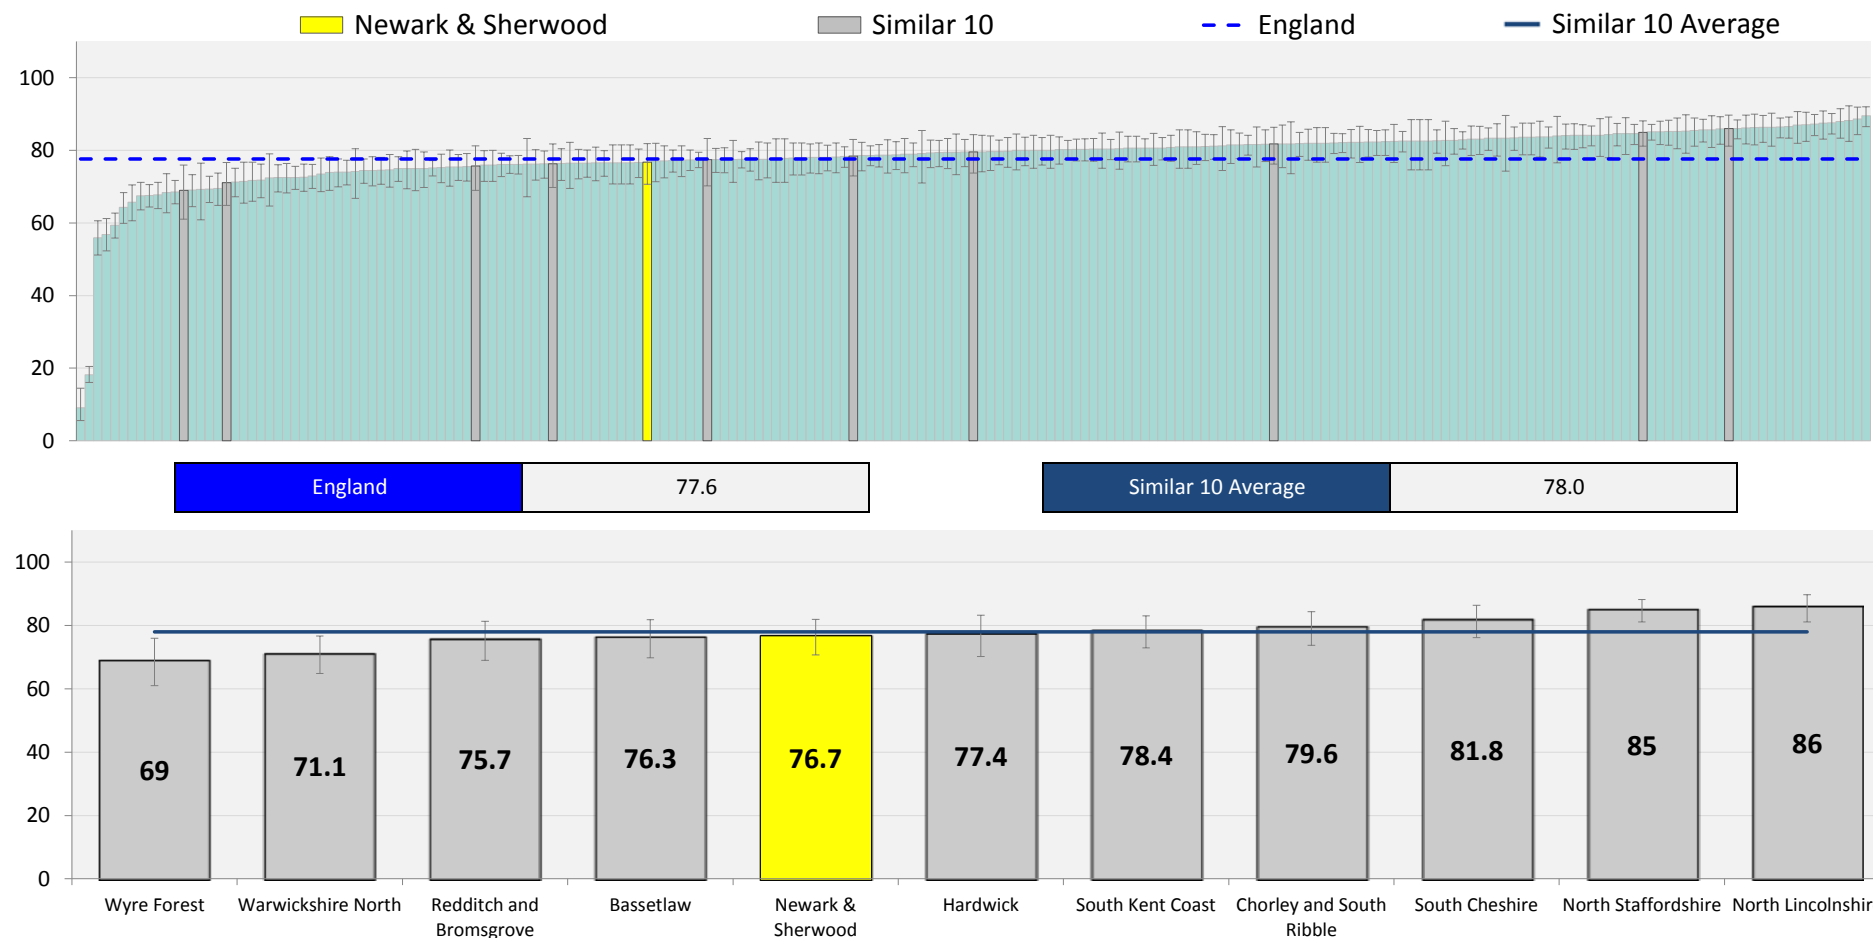 Newark & Sherwood Similar 10 England Similar 10 Average
100
80
60
40
20
0
England 77.6 Similar 10 Average 78.0
100
80
60
40
20
0
69 71.1 75.7 76.3 76.7 77.4 78.4 79.6 81.8 85 86
Wyre Forest Warwickshire North Redditch and Bassetlaw Newark & Hardwick South Kent Coast Chorley and South South Cheshire North Staffordshire North Lincolnshir
Bromsgrove Sherwood Ribble